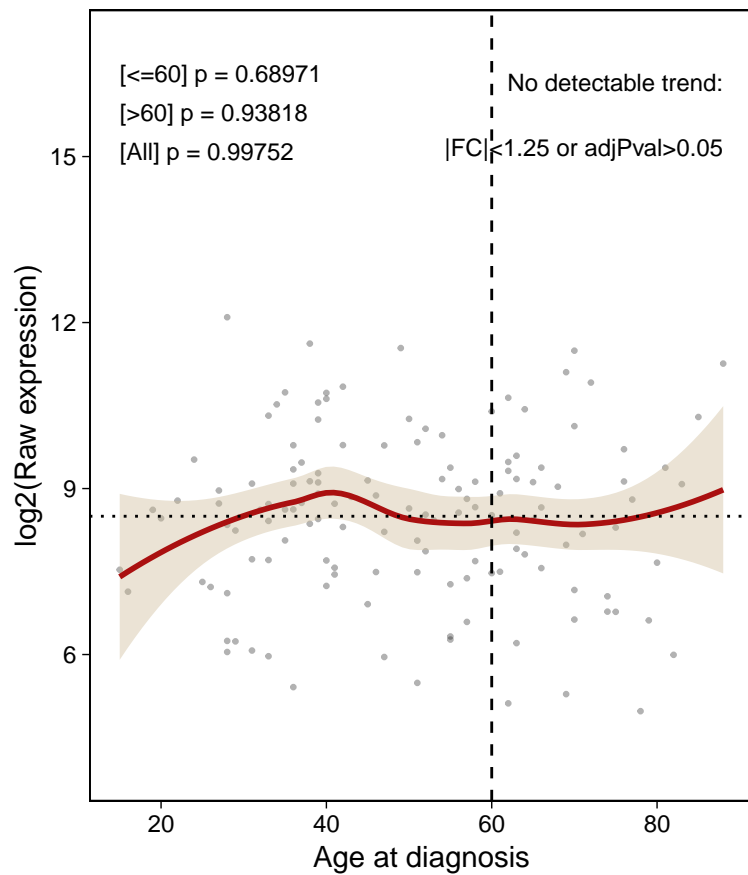 [<=60] p = 0.68971
[>60] p = 0.93818
[All] p = 0.99752
No detectable trend:
|FC|<1.25 or adjPval>0.05
log2(Raw expression)
15
12
9
6
20
40
60
80
Age at diagnosis